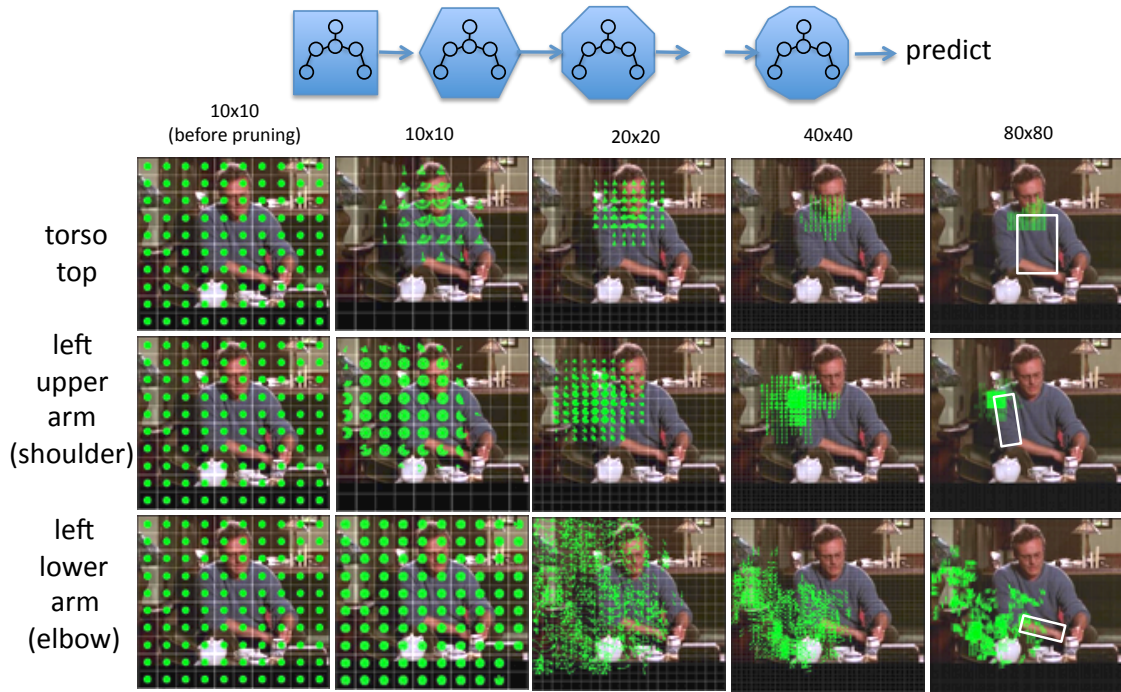 predict
10x10
(before pruning)
10x10
20x20
40x40
80x80
torso
top
left
upper
arm
(shoulder)
left
lower
arm
(elbow)